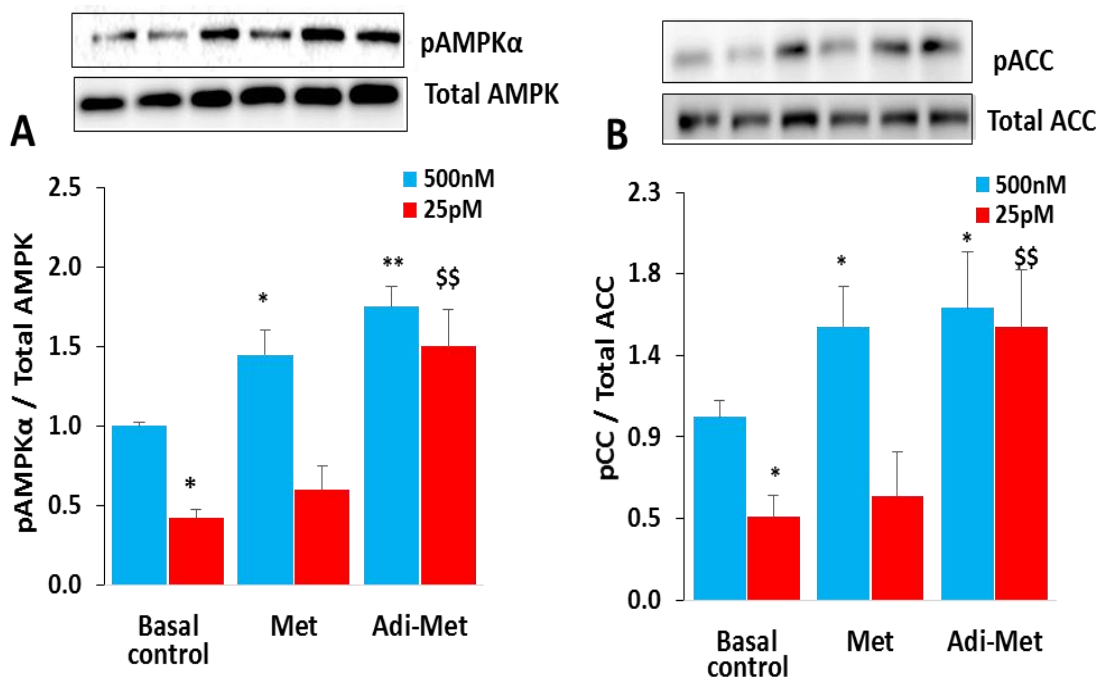 pAMPKα
Total AMPK
A
500nM
25pM
pAMPKα / Total AMPK
2.5
2.0
1.5
1.0
0.5
0.0
*
*
**
$$
Basal
control
Met
Adi-Met
pACC
Total ACC
B
500nM
25pM
pCC / Total ACC
2.3
1.8
1.4
0.9
0.5
0.0
*
*
*
$$
Basal
control
Met
Adi-Met